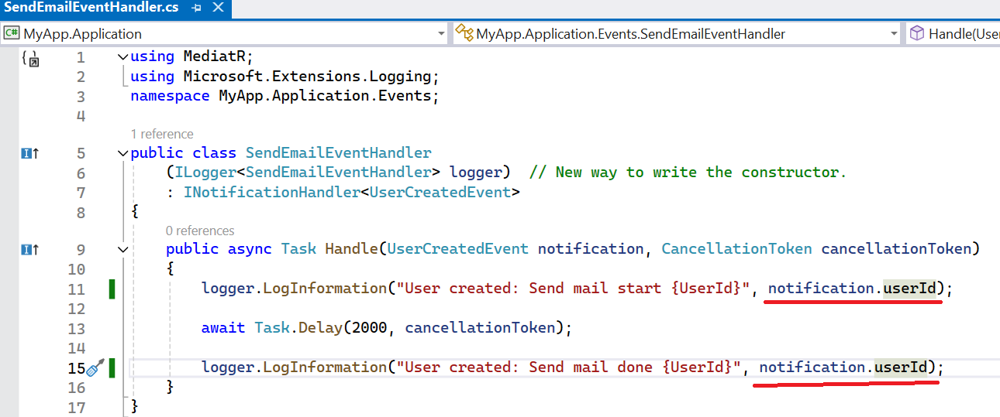 SendEmailEventHandler.cs
C# MyApp.Application
MyApp.Application.Events.SendEmailEventHandler
Handle(Use
1 using MediatR;
2 using Microsoft.Extensions.Logging;
3 namespace MyApp.Application.Events;
4
1 reference
5 public class SendEmailEventHandler
6 (ILogger<SendEmailEventHandler> logger)  // New way to write the constructor.
7 : INotificationHandler<UserCreatedEvent>
8 {
0 references
9 public async Task Handle(UserCreatedEvent notification, CancellationToken cancellationToken)
10 {
11 logger.LogInformation("User created: Send mail start {UserId}", notification.userId);
12
13 await Task.Delay(2000, cancellationToken);
14
15 logger.LogInformation("User created: Send mail done {UserId}", notification.userId);
16 }
17 }